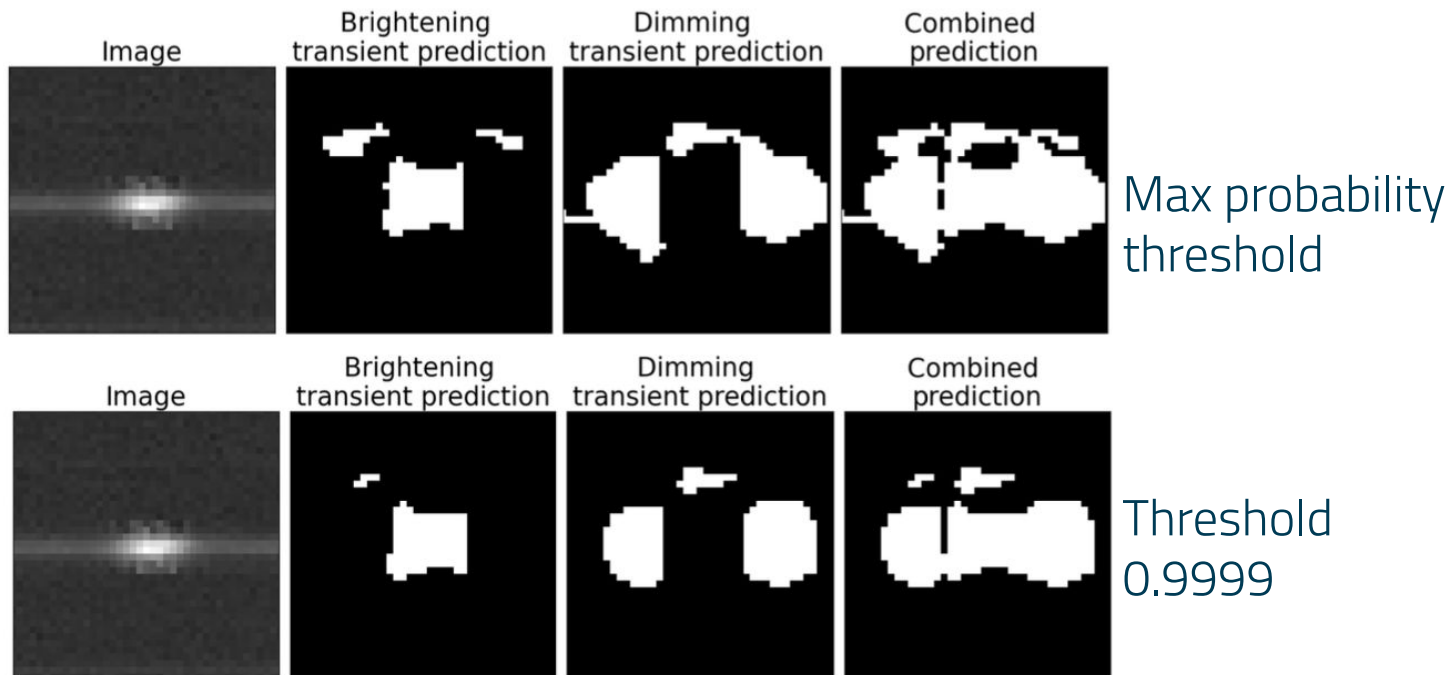 Image
Brightening
transient prediction
Dimming
transient prediction
Combined
prediction
Max probability
threshold
Image
Brightening
transient prediction
Dimming
transient prediction
Combined
prediction
Threshold
0.9999